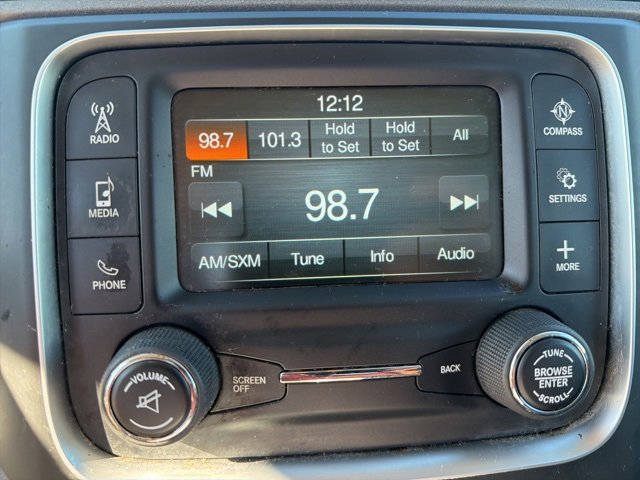 12:12
98.7 101.3 Hold to Set Hold to Set All
FM
98.7
AM/SXM Tune Info Audio
RADIO
MEDIA
PHONE
N
COMPASS
SETTINGS
MORE
VOLUME
SCREEN OFF
BACK
TUNE
BROWSE
ENTER
SCROLL